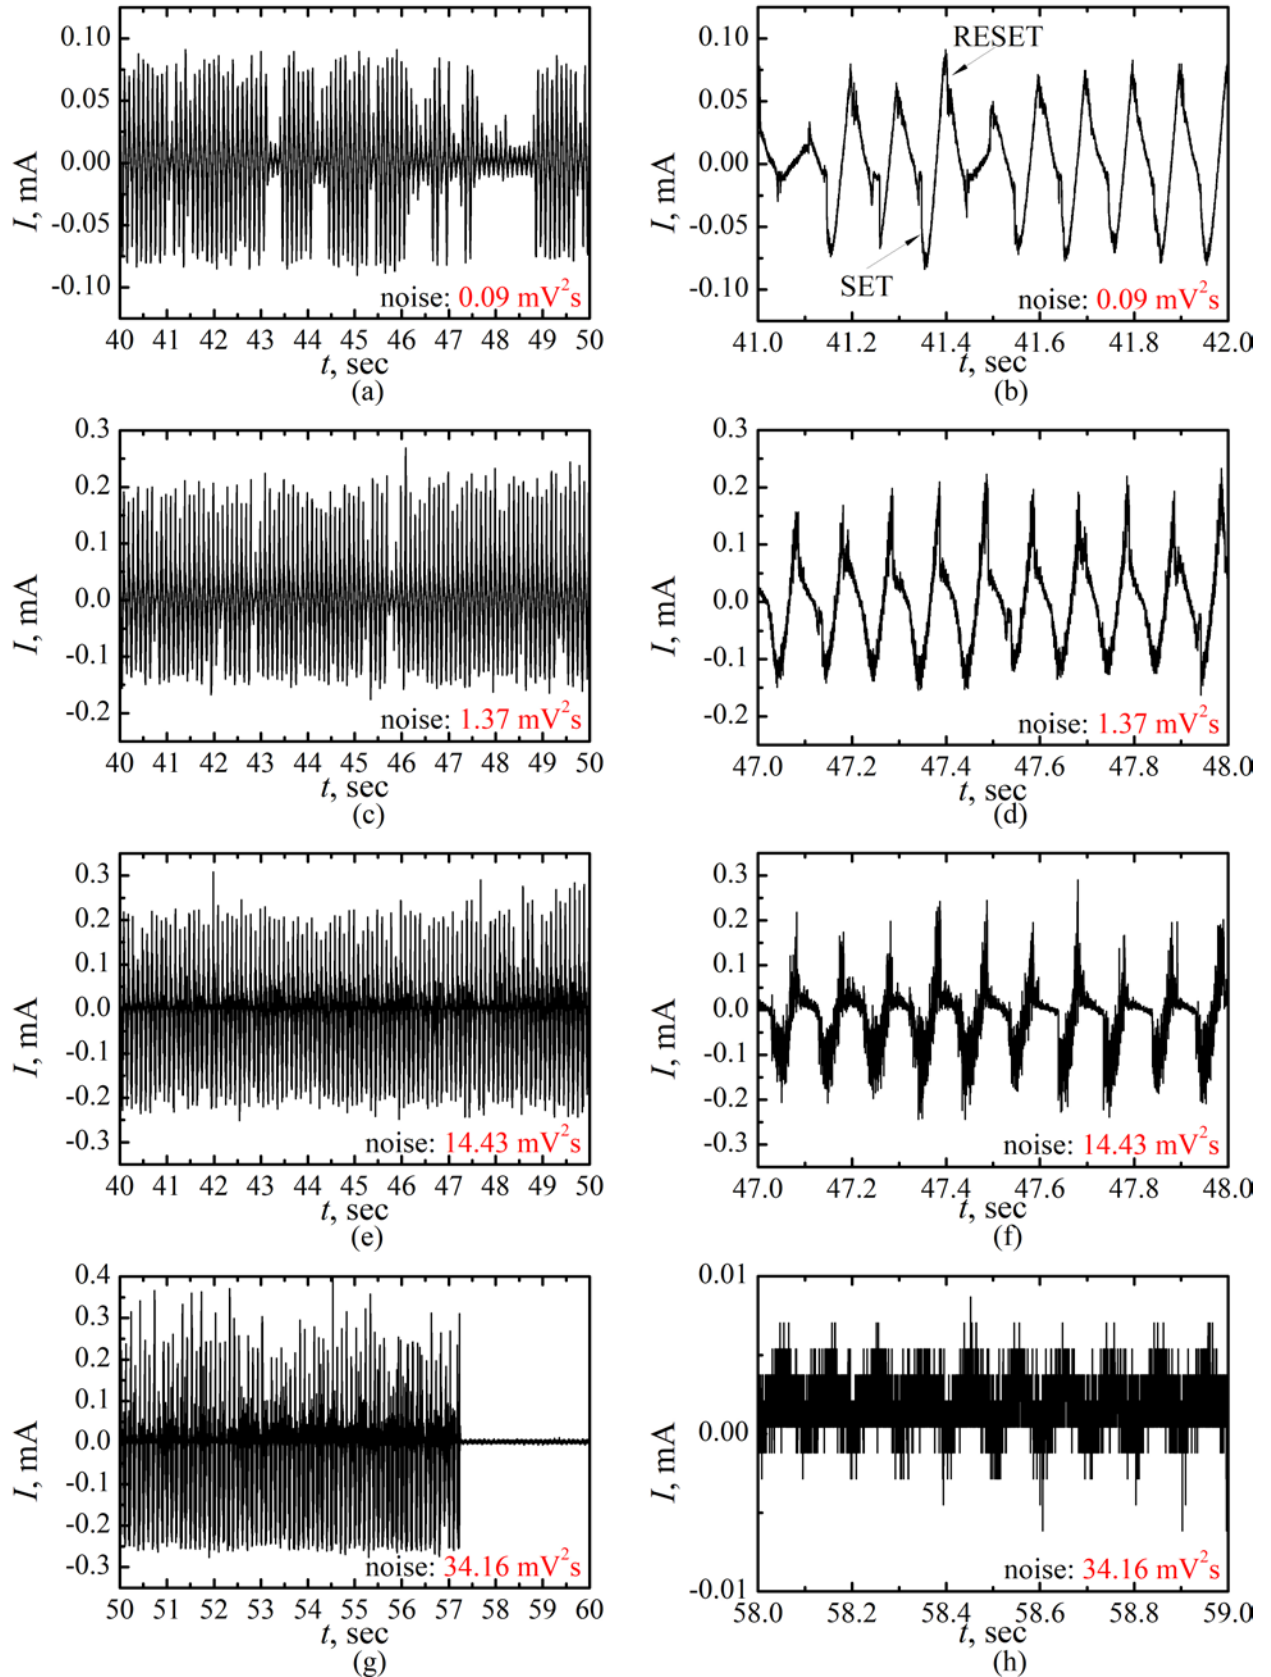 0.10
0.05
0.00
-0.05
-0.10
I, mA
noise: 0.09 mV²s
40 41 42 43 44 45 46 47 48 49 50
t, sec
(a)
0.10
0.05
0.00
-0.05
-0.10
I, mA
RESET
SET
noise: 0.09 mV²s
41.0 41.2 41.4 41.6 41.8 42.0
t, sec
(b)
0.3
0.2
0.1
0.0
-0.1
-0.2
I, mA
noise: 1.37 mV²s
40 41 42 43 44 45 46 47 48 49 50
t, sec
(c)
0.3
0.2
0.1
0.0
-0.1
-0.2
I, mA
noise: 1.37 mV²s
47.0 47.2 47.4 47.6 47.8 48.0
t, sec
(d)
0.3
0.2
0.1
0.0
-0.1
-0.2
-0.3
I, mA
noise: 14.43 mV²s
40 41 42 43 44 45 46 47 48 49 50
t, sec
(e)
0.3
0.2
0.1
0.0
-0.1
-0.2
-0.3
I, mA
noise: 14.43 mV²s
47.0 47.2 47.4 47.6 47.8 48.0
t, sec
(f)
0.4
0.3
0.2
0.1
0.0
-0.1
-0.2
-0.3
I, mA
noise: 34.16 mV²s
50 51 52 53 54 55 56 57 58 59 60
t, sec
(g)
0.01
0.00
-0.01
I, mA
noise: 34.16 mV²s
58.0 58.2 58.4 58.6 58.8 59.0
t, sec
(h)